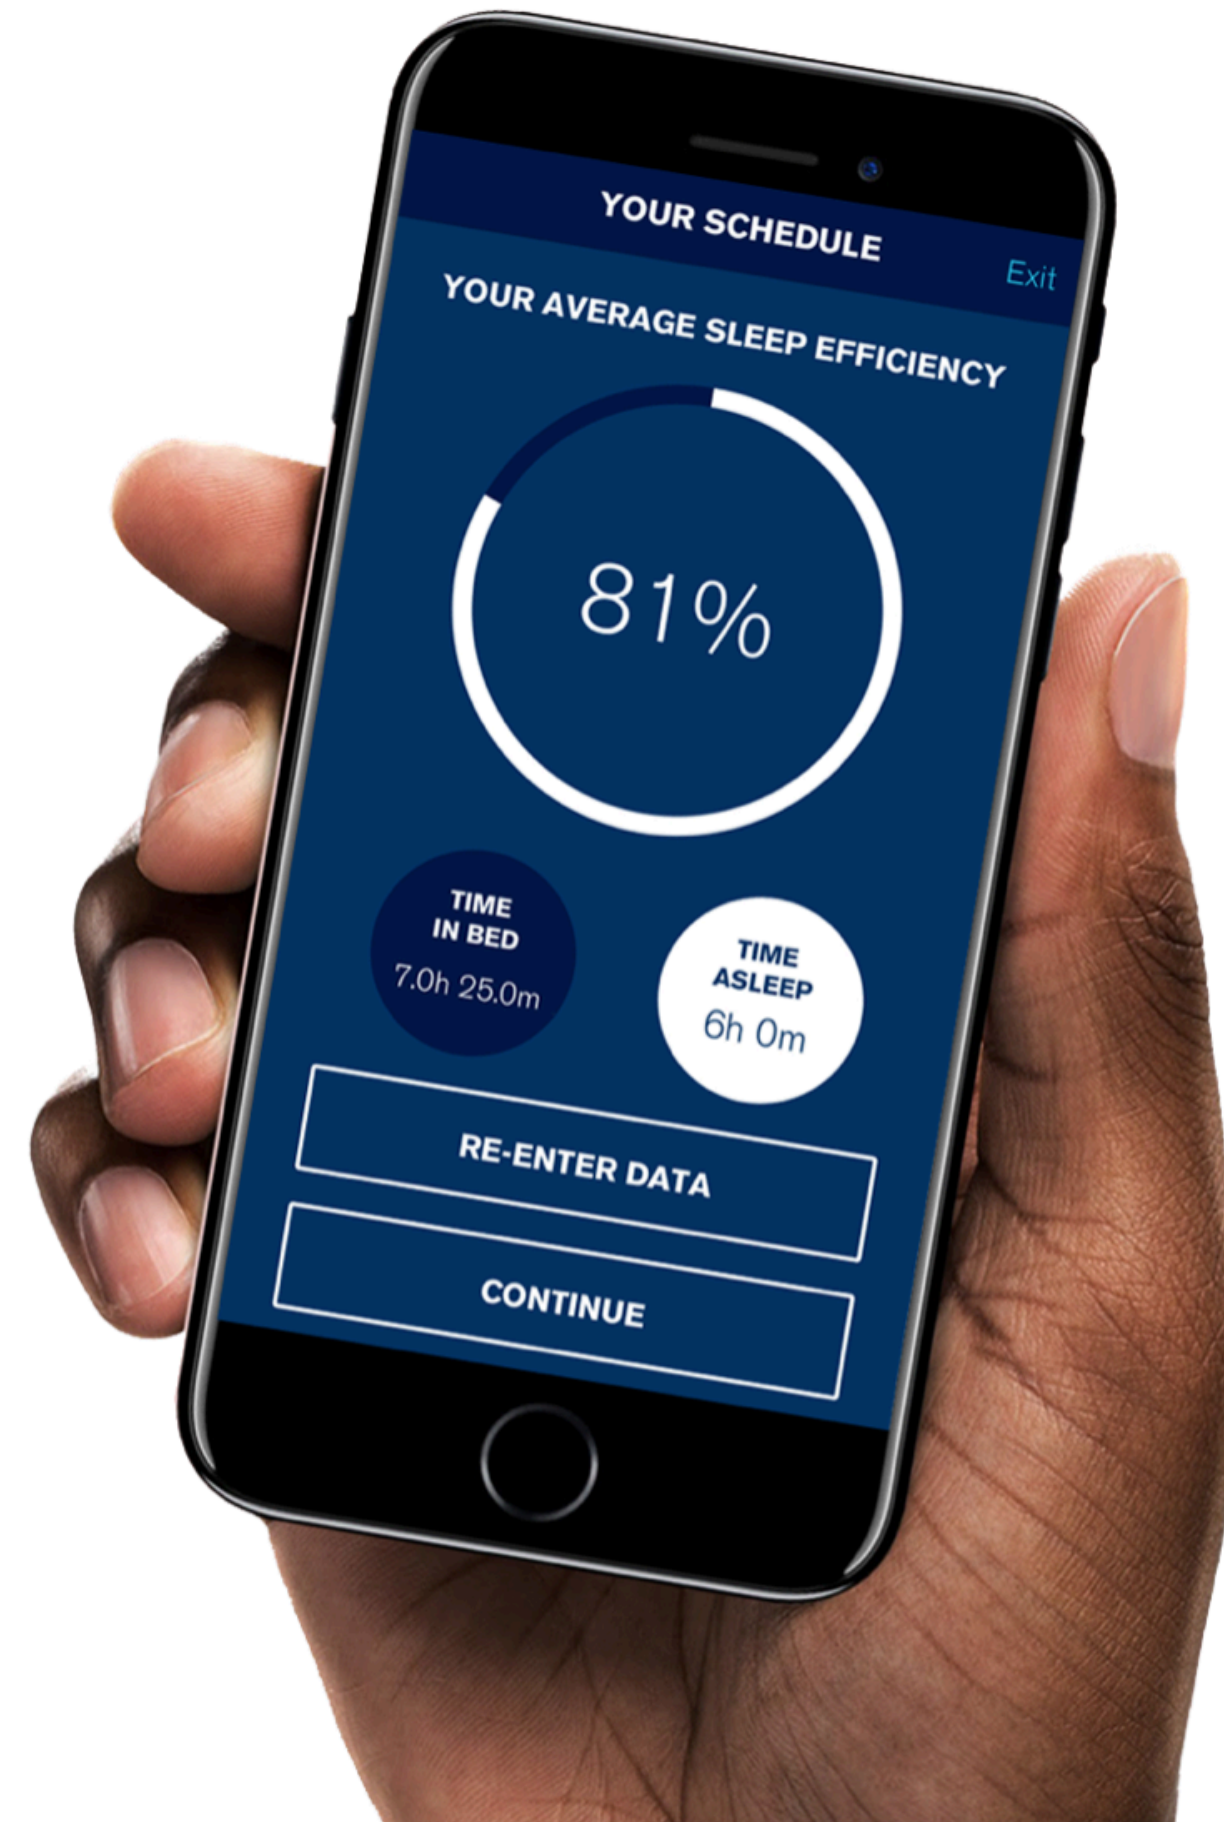 YOUR SCHEDULE
Exit
YOUR AVERAGE SLEEP EFFICIENCY
81%
TIME
IN BED
7.0h 25.0m
TIME
ASLEEP
6h 0m
RE-ENTER DATA
CONTINUE